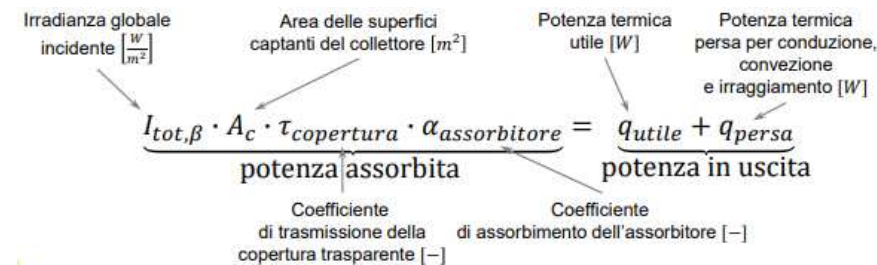 Irradianza globale
incidente [W/m²]
Area delle superfici
captanti del collettore [m²]
Potenza termica
utile [W]
Potenza termica
persa per conduzione,
convezione
e irraggiamento [W]
I_tot,β · A_c · τ_copertura · α_assorbitore = q_utile + q_persa
potenza assorbita
potenza in uscita
Coefficiente
di trasmissione della
copertura trasparente [−]
Coefficiente
di assorbimento dell'assorbitore [−]